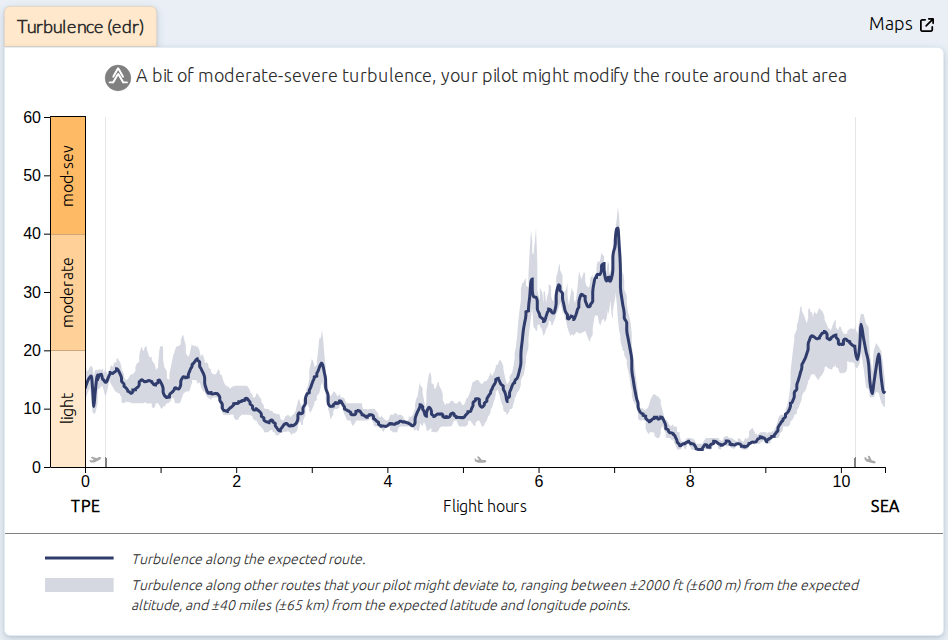 Turbulence (edr)
Maps
A bit of moderate-severe turbulence, your pilot might modify the route around that area
60
50
40
30
20
10
0
mod-sev
moderate
light
0 2 4 6 8 10
TPE Flight hours SEA
Turbulence along the expected route.
Turbulence along other routes that your pilot might deviate to, ranging between ±2000 ft (±600 m) from the expected
altitude, and ±40 miles (±65 km) from the expected latitude and longitude points.